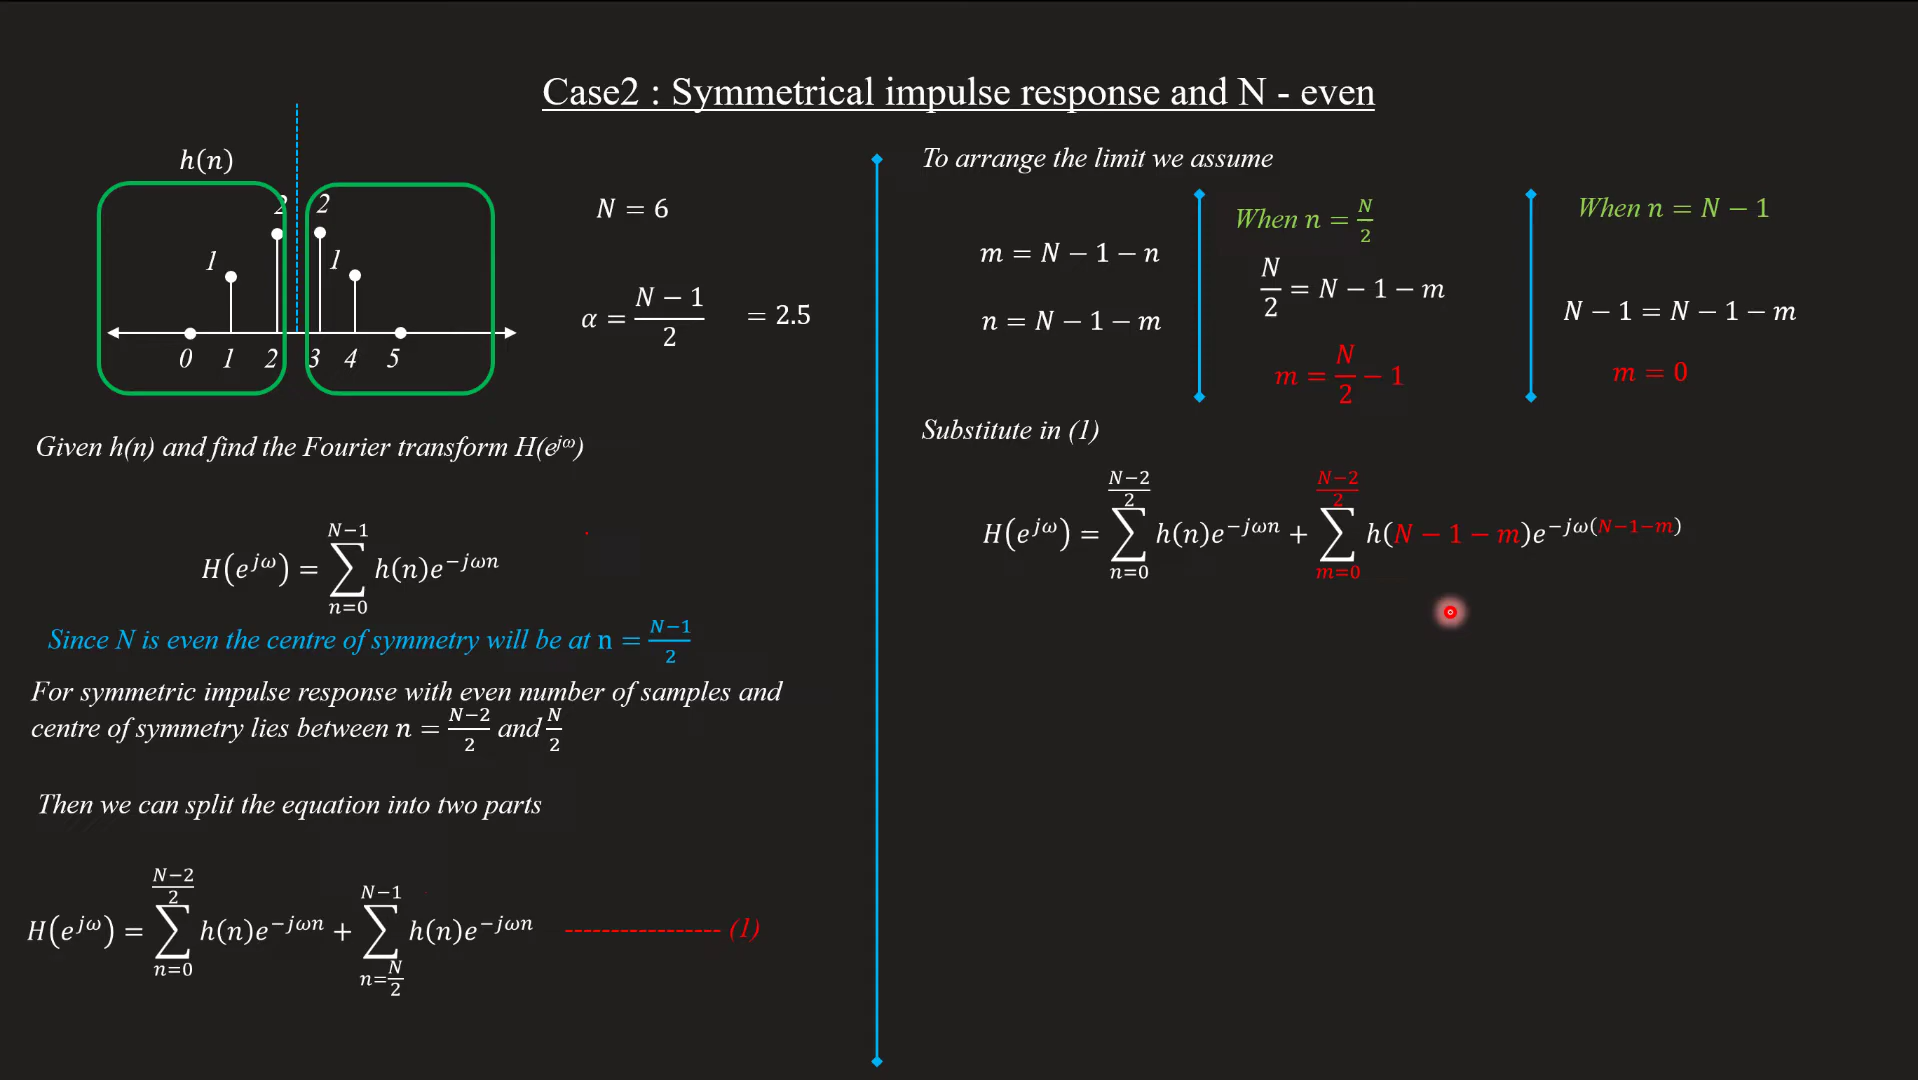 Case2 : Symmetrical impulse response and N - even
h(n)
2 2
1 1
0 1 2 3 4 5
N = 6
α = (N − 1)/2 = 2.5
Given h(n) and find the Fourier transform H(e^{jω})
H(e^{jω}) = ∑_{n=0}^{N−1} h(n)e^{−jωn}
Since N is even the centre of symmetry will be at n = (N−1)/2
For symmetric impulse response with even number of samples and
centre of symmetry lies between n = (N−2)/2 and N/2
Then we can split the equation into two parts
H(e^{jω}) = ∑_{n=0}^{(N−2)/2} h(n)e^{−jωn} + ∑_{n=N/2}^{N−1} h(n)e^{−jωn} ----------------- (1)
To arrange the limit we assume
m = N − 1 − n
n = N − 1 − m
When n = N/2
N/2 = N − 1 − m
m = N/2 − 1
When n = N − 1
N − 1 = N − 1 − m
m = 0
Substitute in (1)
H(e^{jω}) = ∑_{n=0}^{(N−2)/2} h(n)e^{−jωn} + ∑_{m=0}^{(N−2)/2} h(N − 1 − m)e^{−jω(N−1−m)}